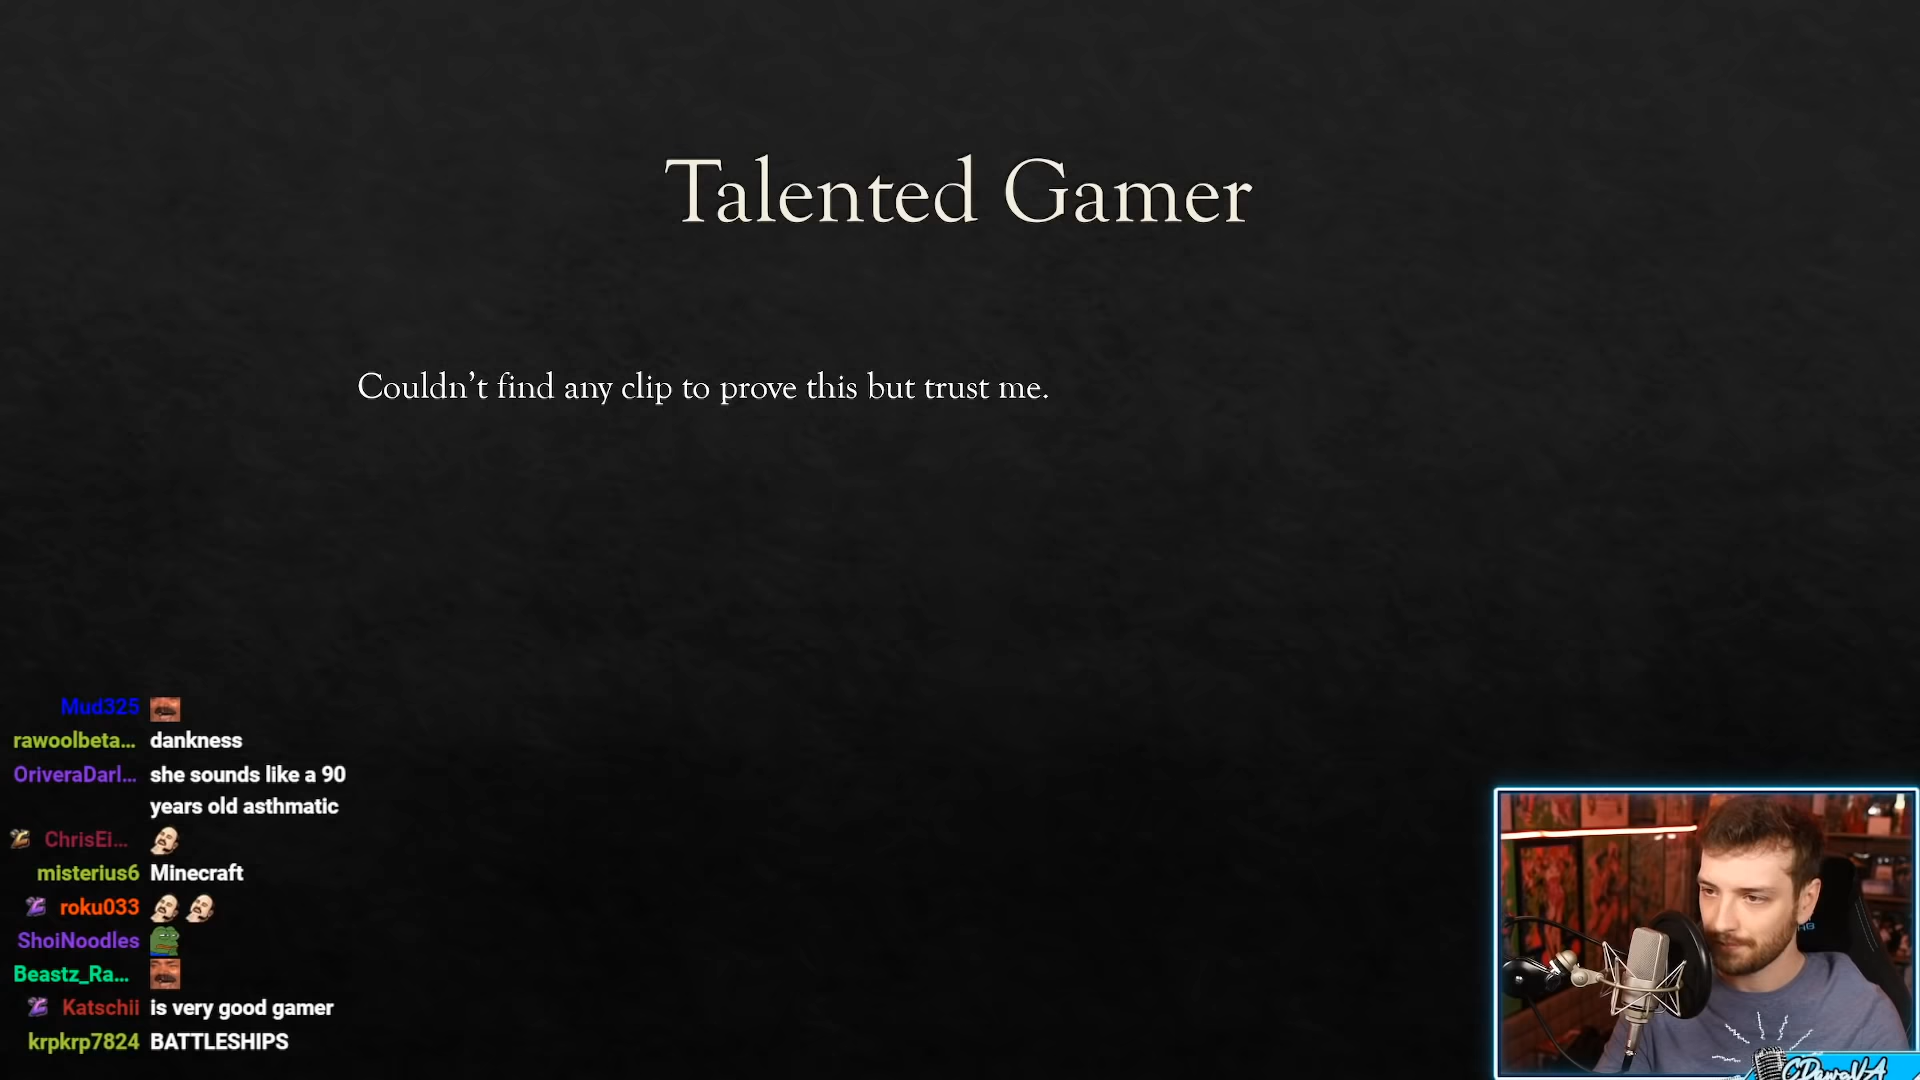 Talented Gamer
Couldn’t find any clip to prove this but trust me.
Mud325
rawoolbeta... dankness
OriveraDarl... she sounds like a 90
years old asthmatic
ChrisEi...
misterius6 Minecraft
roku033
ShoiNoodles
Beastz_Ra...
Katschii is very good gamer
krpkrp7824 BATTLESHIPS
CDawgVA